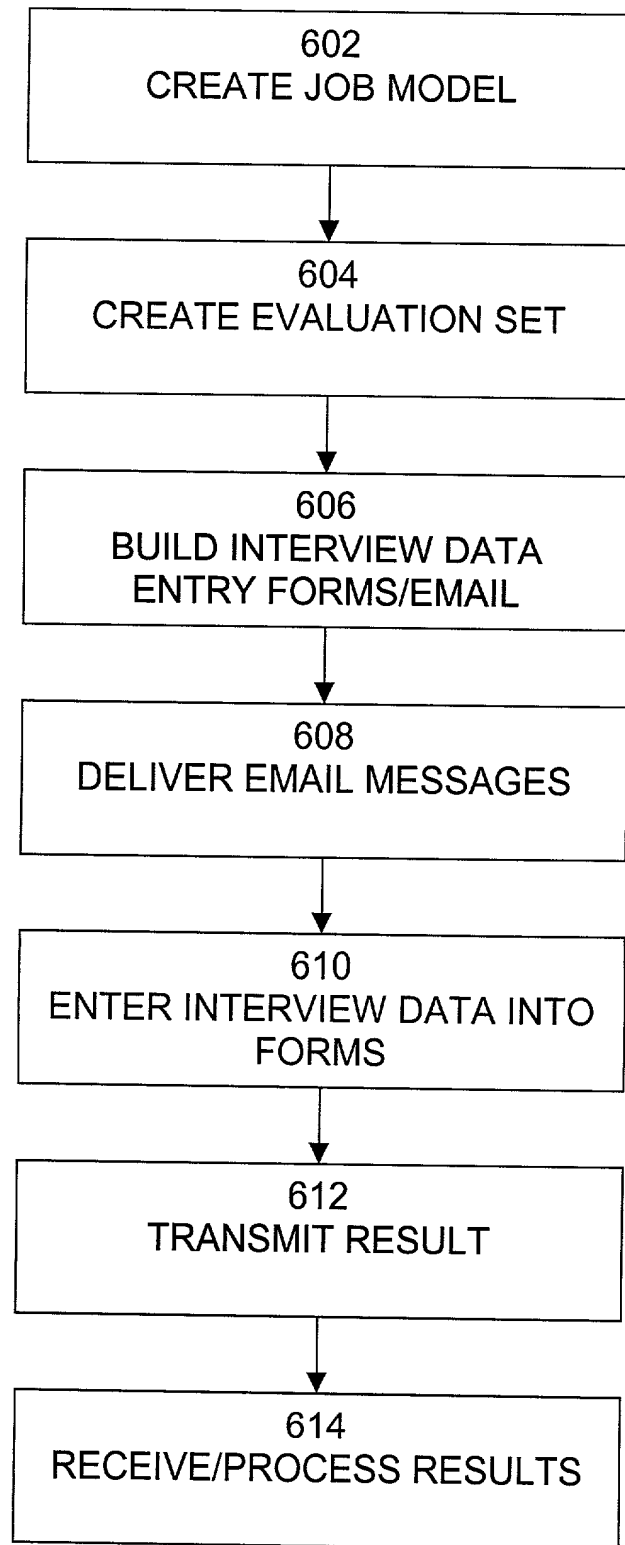 602
CREATE JOB MODEL
604
CREATE EVALUATION SET
606
BUILD INTERVIEW DATA
ENTRY FORMS/EMAIL
608
DELIVER EMAIL MESSAGES
610
ENTER INTERVIEW DATA INTO
FORMS
612
TRANSMIT RESULT
614
RECEIVE/PROCESS RESULTS